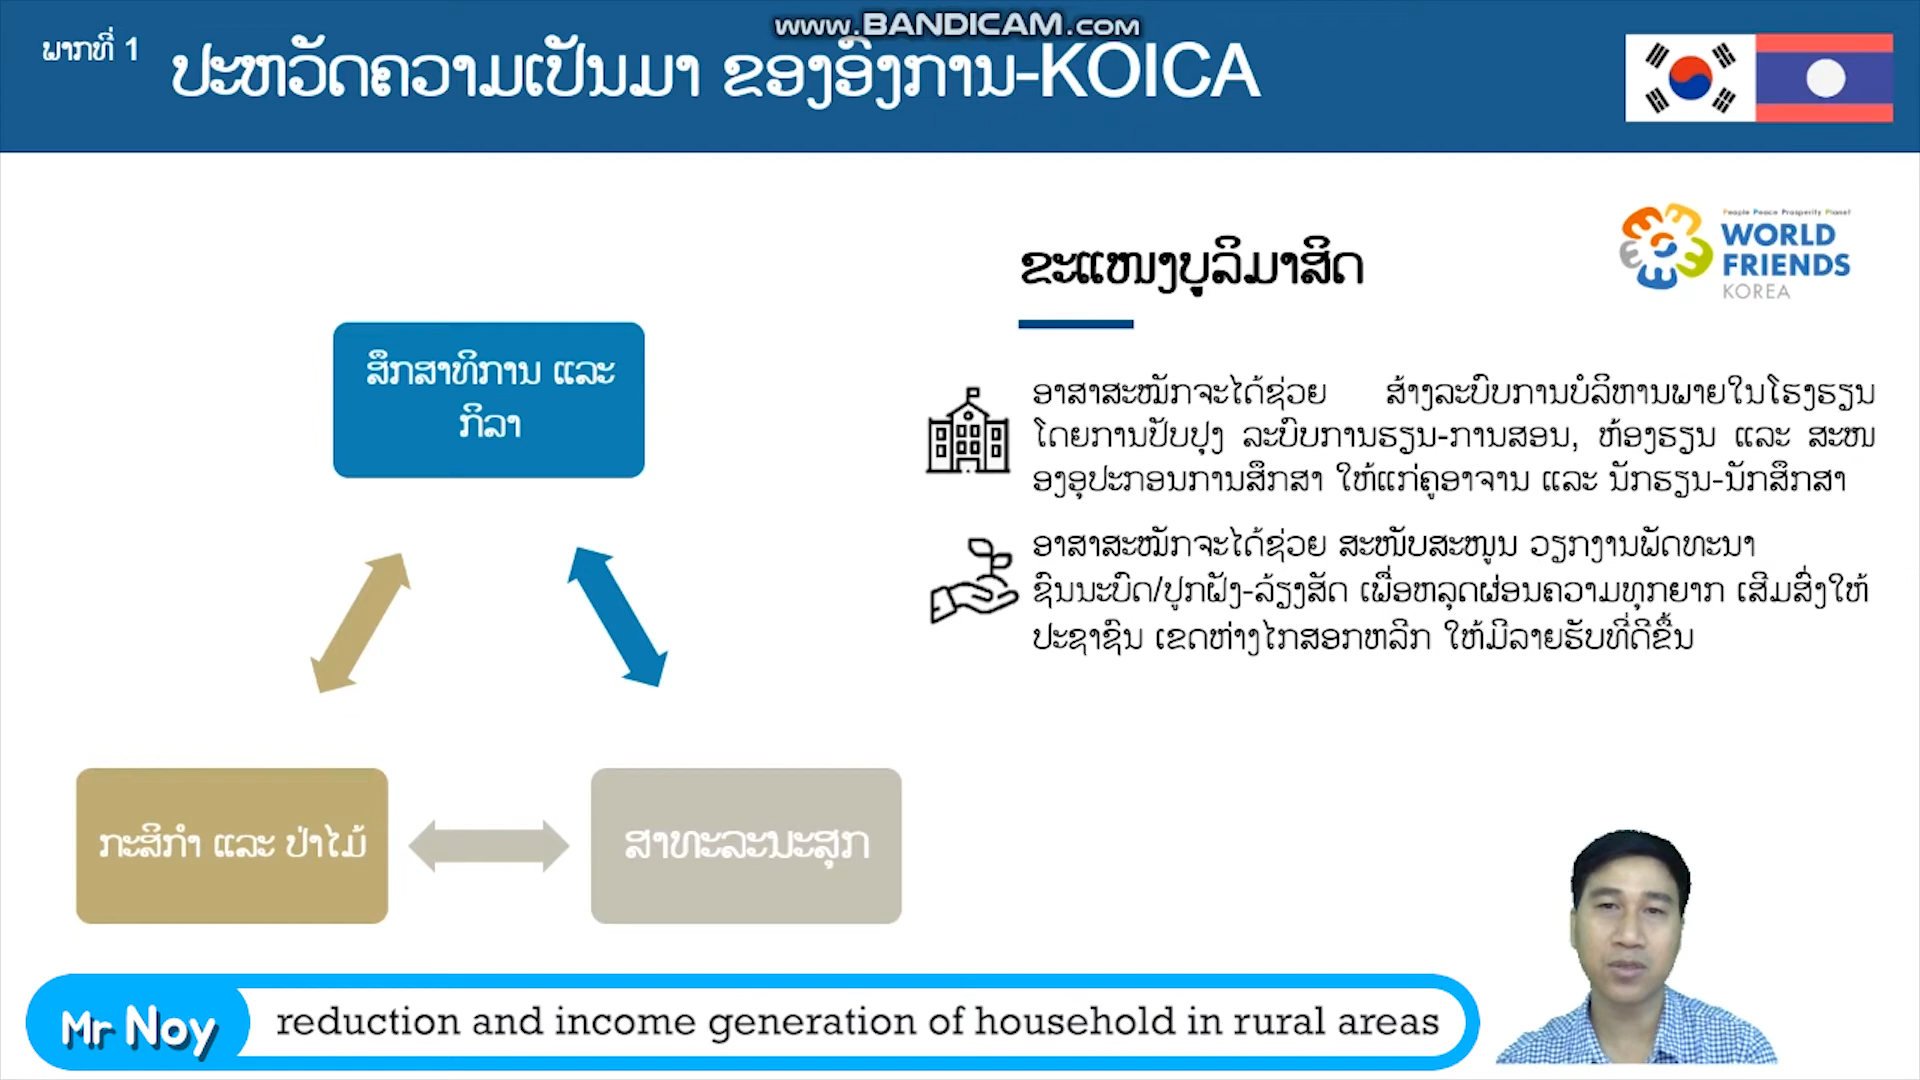 www.BANDICAM.com
ພາກທີ່ 1
ປະຫວັດຄວາມເປັນມາ ຂອງອົງການ-KOICA
People Peace Prosperity Planet
WORLD
FRIENDS
KOREA
ຂະແໜງບູລິມາສິດ
ສຶກສາທິການ ແລະ
ກິລາ
ອາສາສະໝັກຈະໄດ້ຊ່ວຍ ສ້າງລະບົບການບໍລິຫານພາຍໃນໂຮງຮຽນ
ໂດຍການປັບປຸງ ລະບົບການຮຽນ-ການສອນ, ຫ້ອງຮຽນ ແລະ ສະໜ
ອງອຸປະກອນການສຶກສາ ໃຫ້ແກ່ຄູອາຈານ ແລະ ນັກຮຽນ-ນັກສຶກສາ
ອາສາສະໝັກຈະໄດ້ຊ່ວຍ ສະໜັບສະໜູນ ວຽກງານພັດທະນາ
ຊົນນະບົດ/ປູກຝັງ-ລ້ຽງສັດ ເພື່ອຫລຸດຜ່ອນຄວາມທຸກຍາກ ເສີມສົ່ງໃຫ້
ປະຊາຊົນ ເຂດຫ່າງໄກສອກຫລີກ ໃຫ້ມີລາຍຮັບທີ່ດີຂຶ້ນ
ກະສິກຳ ແລະ ປ່າໄມ້
ສາທະລະນະສຸກ
Mr Noy
reduction and income generation of household in rural areas